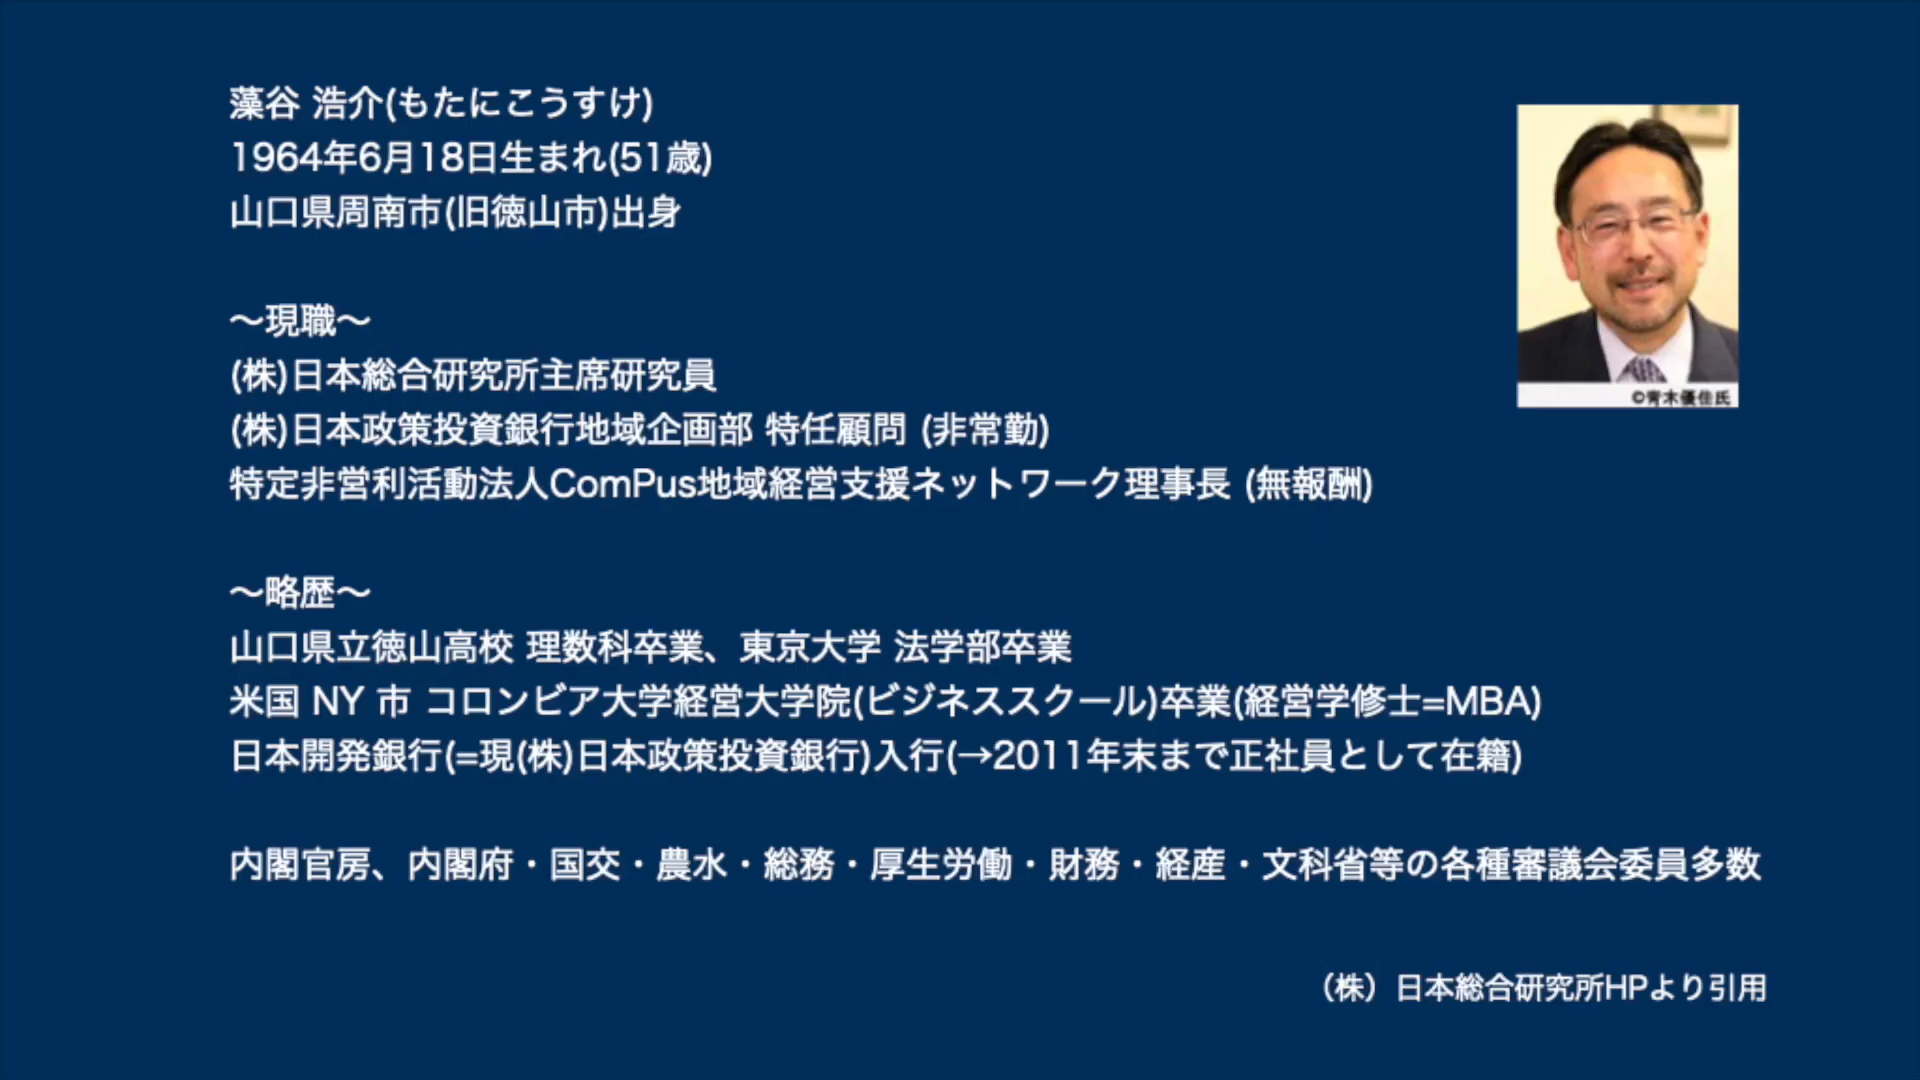 藻谷 浩介(もたにこうすけ)
1964年6月18日生まれ(51歳)
山口県周南市(旧徳山市)出身
～現職～
(株)日本総合研究所主席研究員
(株)日本政策投資銀行地域企画部 特任顧問 (非常勤)
特定非営利活動法人ComPus地域経営支援ネットワーク理事長 (無報酬)
～略歴～
山口県立徳山高校 理数科卒業、東京大学 法学部卒業
米国 NY 市 コロンビア大学経営大学院(ビジネススクール)卒業(経営学修士=MBA)
日本開発銀行(=現(株)日本政策投資銀行)入行(→2011年末まで正社員として在籍)
内閣官房、内閣府・国交・農水・総務・厚生労働・財務・経産・文科省等の各種審議会委員多数
©青木優佳氏
（株）日本総合研究所HPより引用